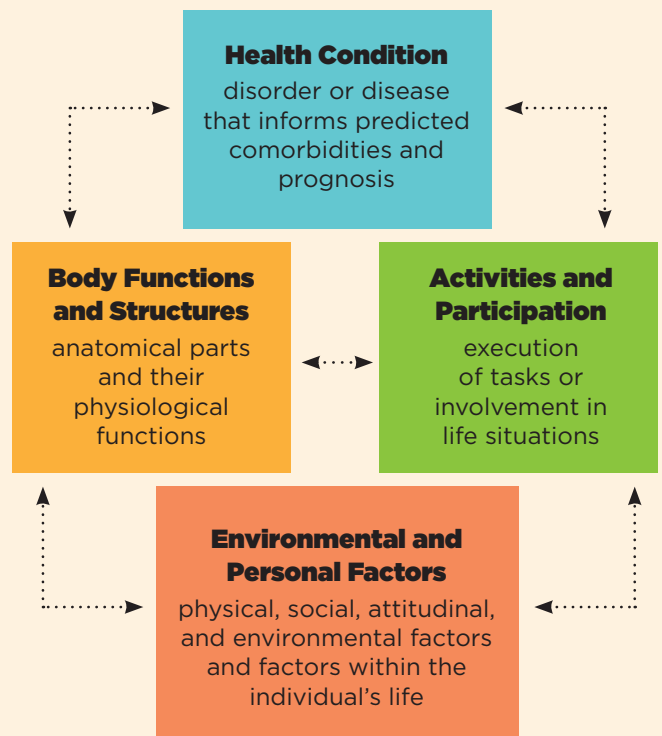 Health Condition
disorder or disease
that informs predicted
comorbidities and
prognosis
Body Functions
and Structures
anatomical parts
and their
physiological
functions
Activities and
Participation
execution
of tasks or
involvement in
life situations
Environmental and
Personal Factors
physical, social, attitudinal,
and environmental factors
and factors within the
individual’s life